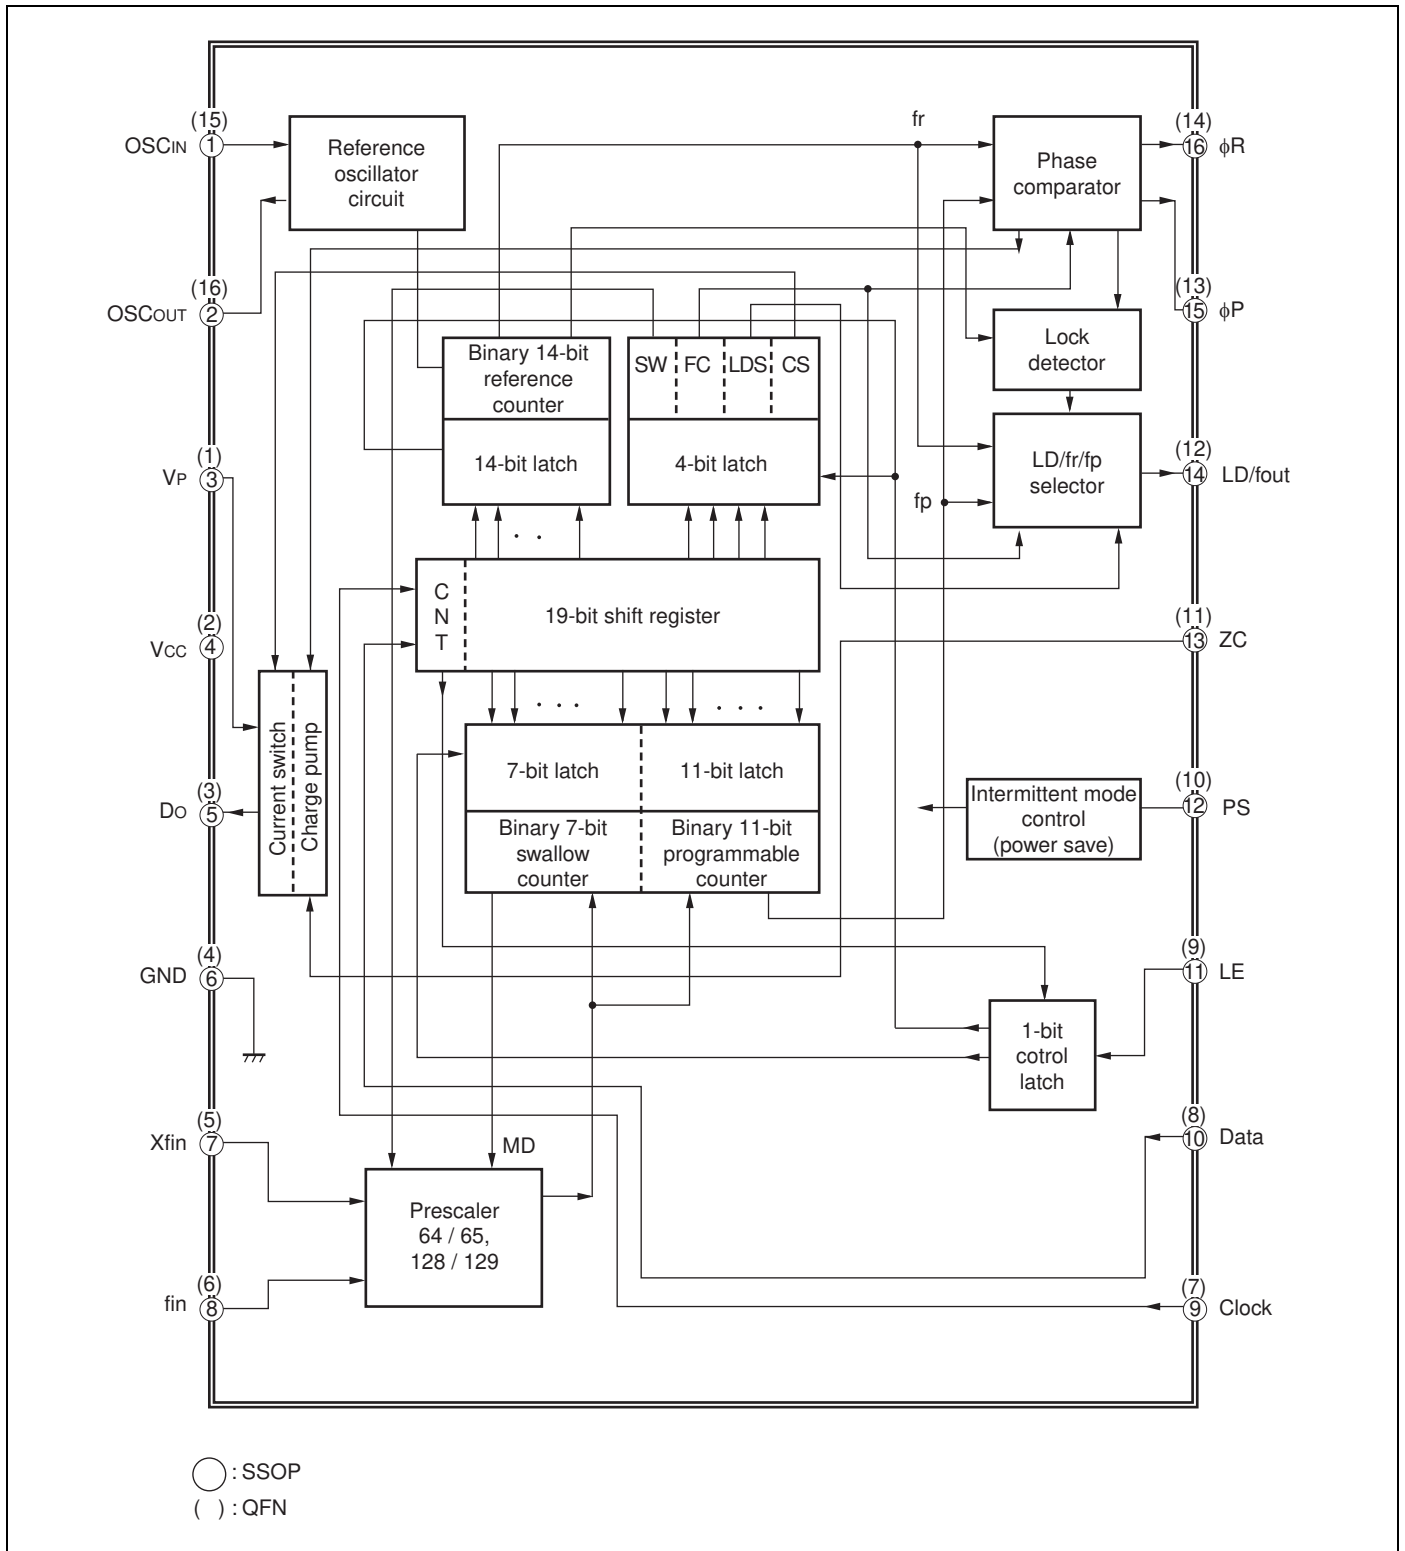 (15)
OSCIN
1
Reference
oscillator
circuit
fr
Phase
comparator
(14)
16
ϕR
(16)
OSCOUT
2
(13)
15
ϕP
Binary 14-bit
reference
counter
SW
FC
LDS
CS
Lock
detector
14-bit latch
4-bit latch
LD/fr/fp
selector
(12)
14
LD/fout
(1)
VP
3
fp
. .
C
N
T
19-bit shift register
(2)
VCC
4
(11)
13
ZC
Current switch
Charge pump
. . .
. . .
7-bit latch
11-bit latch
(3)
DO
5
Binary 7-bit
swallow
counter
Binary 11-bit
programmable
counter
Intermittent mode
control
(power save)
(10)
12
PS
(4)
GND
6
(9)
11
LE
1-bit
cotrol
latch
(5)
Xfin
7
MD
(8)
10
Data
Prescaler
64 / 65,
128 / 129
(6)
fin
8
(7)
9
Clock
: SSOP
( ) : QFN